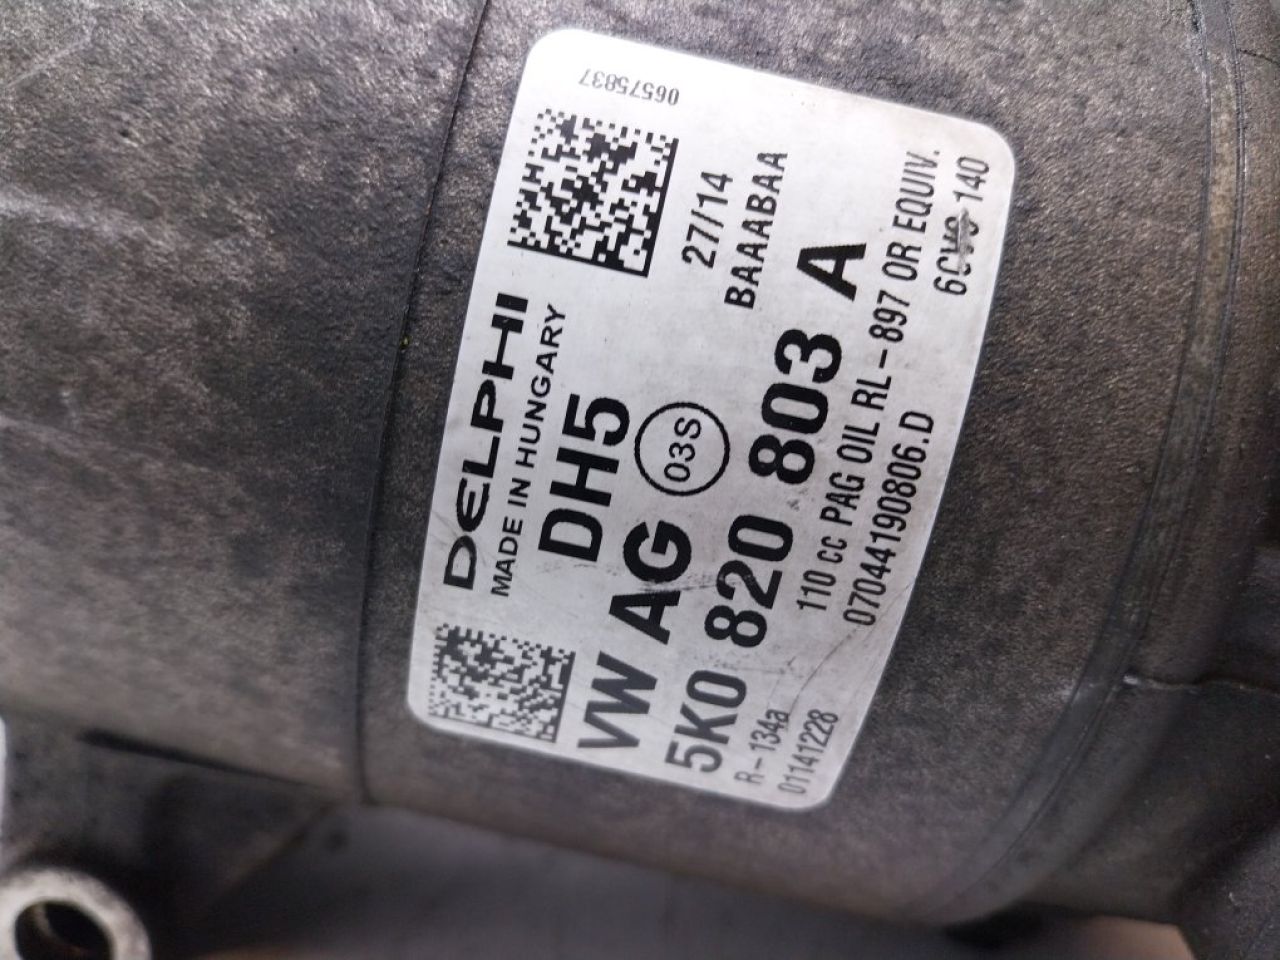 06575837
DELPHI
MADE IN HUNGARY
27/14
DH5
BAAABAA
VW AG 03S
5K0 820 803 A
R-134a 110 CC PAG OIL RL-897 OR EQUIV.
01141228 07044190806.D 140